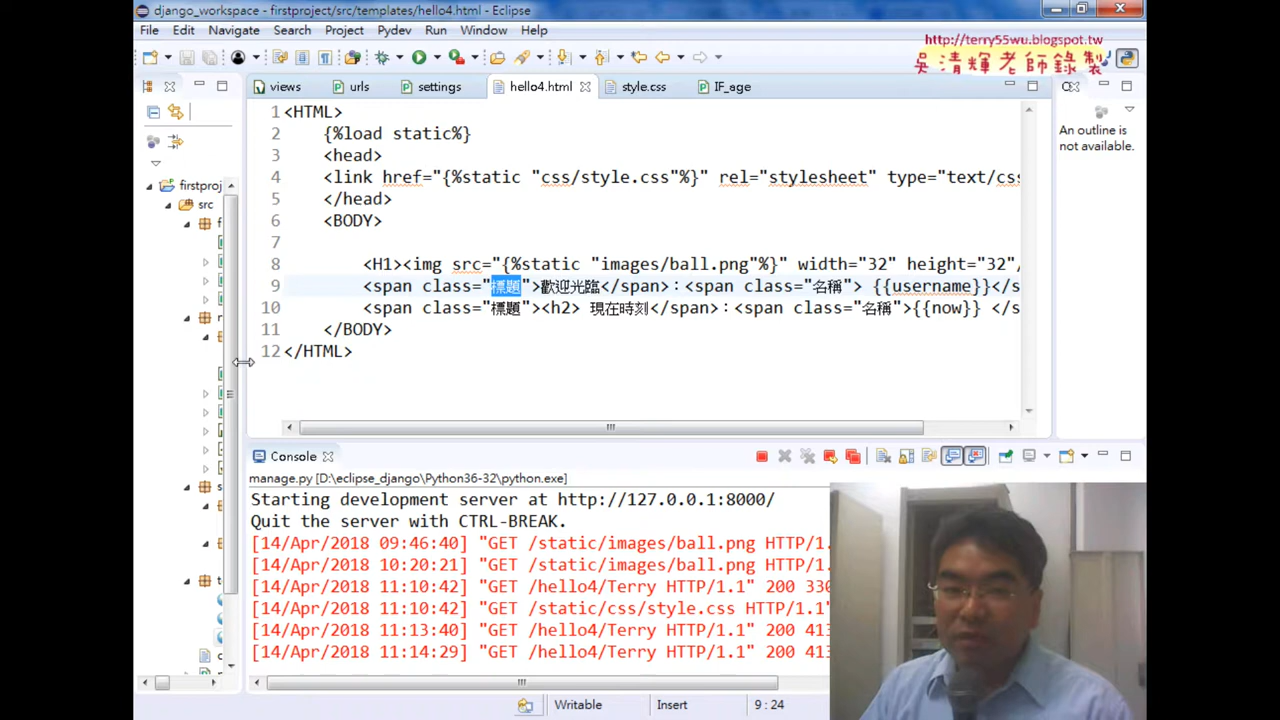 django_workspace - firstproject/src/templates/hello4.html - Eclipse
File Edit Navigate Search Project Pydev Run Window Help
http://terry55wu.blogspot.tw
吳清輝老師錄製
views urls settings hello4.html style.css IF_age
1 <HTML>
2 {%load static%}
3 <head>
4 <link href="{%static "css/style.css"%}" rel="stylesheet" type="text/css
5 </head>
6 <BODY>
7
8 <H1><img src="{%static "images/ball.png"%}" width="32" height="32"/
9 <span class="標題">歡迎光臨</span>:<span class="名稱"> {{username}}</s
10 <span class="標題"><h2> 現在時刻</span>:<span class="名稱">{{now}} </s
11 </BODY>
12 </HTML>
An outline is
not available.
firstproj
src
Console
manage.py [D:\eclipse_django\Python36-32\python.exe]
Starting development server at http://127.0.0.1:8000/
Quit the server with CTRL-BREAK.
[14/Apr/2018 09:46:40] "GET /static/images/ball.png HTTP/1.
[14/Apr/2018 10:20:21] "GET /static/images/ball.png HTTP/1.
[14/Apr/2018 11:10:42] "GET /hello4/Terry HTTP/1.1" 200 330
[14/Apr/2018 11:10:42] "GET /static/css/style.css HTTP/1.1"
[14/Apr/2018 11:13:40] "GET /hello4/Terry HTTP/1.1" 200 413
[14/Apr/2018 11:14:29] "GET /hello4/Terry HTTP/1.1" 200 413
Writable Insert 9 : 24